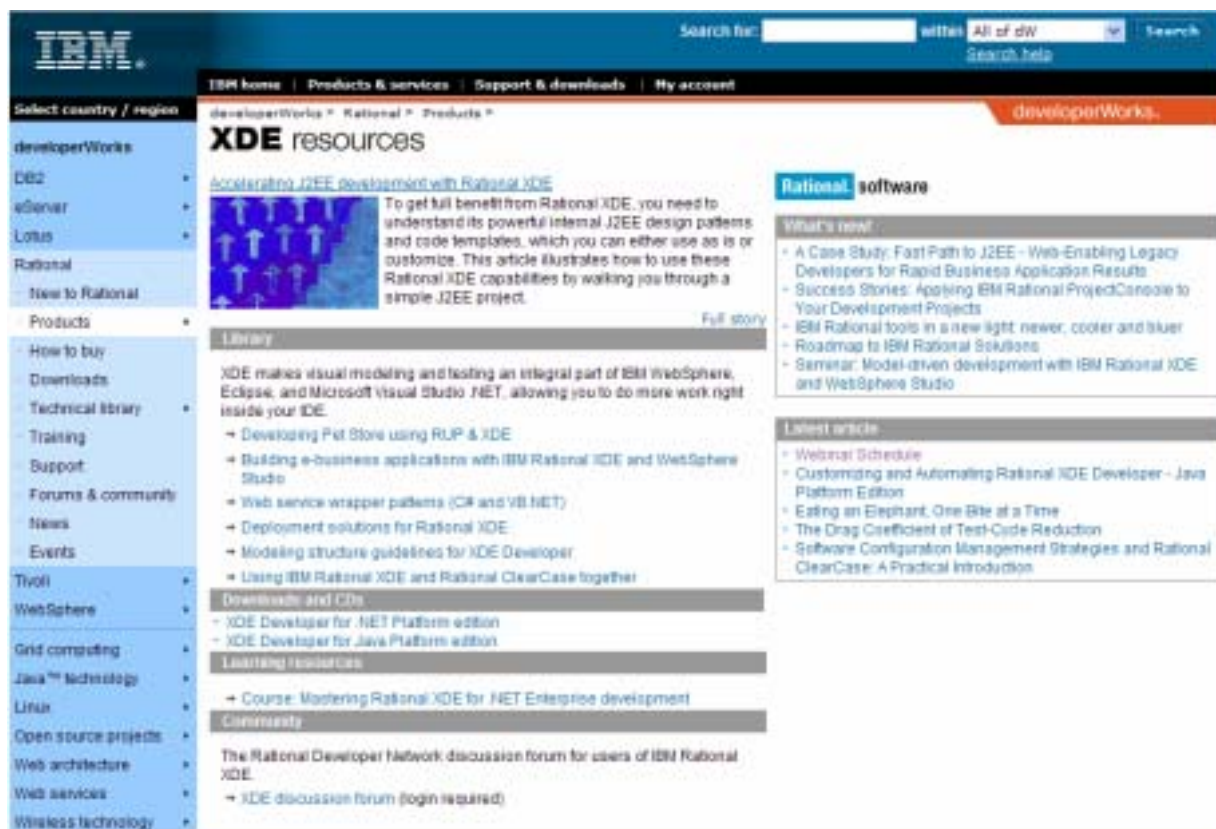 IBM.
Search for:
within
All of dW
Search
Search help
IBM home | Products & services | Support & downloads | My account
Select country / region
developerWorks
DB2
eServer
Lotus
Rational
New to Rational
Products
How to buy
Downloads
Technical library
Training
Support
Forums & community
News
Events
Tivoli
WebSphere
Grid computing
Java™ technology
Linux
Open source projects
Web architecture
Web services
Wireless technology
developerWorks > Rational > Products >
developerWorks.
XDE resources
Accelerating J2EE development with Rational XDE
To get full benefit from Rational XDE, you need to
understand its powerful internal J2EE design patterns
and code templates, which you can either use as is or
customize. This article illustrates how to use these
Rational XDE capabilities by walking you through a
simple J2EE project.
Full story
Library
XDE makes visual modeling and testing an integral part of IBM WebSphere,
Eclipse, and Microsoft Visual Studio .NET, allowing you to do more work right
inside your IDE.
Developing Pet Store using RUP & XDE
Building e-business applications with IBM Rational XDE and WebSphere
Studio
Web service wrapper patterns (C# and VB.NET)
Deployment solutions for Rational XDE
Modeling structure guidelines for XDE Developer
Using IBM Rational XDE and Rational ClearCase together
Downloads and CDs
XDE Developer for .NET Platform edition
XDE Developer for Java Platform edition
Learning resources
Course: Mastering Rational XDE for .NET Enterprise development
Community
The Rational Developer Network discussion forum for users of IBM Rational
XDE.
XDE discussion forum (login required)
Rational. software
What's new!
A Case Study: Fast Path to J2EE - Web-Enabling Legacy
Developers for Rapid Business Application Results
Success Stories: Applying IBM Rational ProjectConsole to
Your Development Projects
IBM Rational tools in a new light: newer, cooler and bluer
Roadmap to IBM Rational Solutions
Seminar: Model-driven development with IBM Rational XDE
and WebSphere Studio
Latest article
Webinar Schedule
Customizing and Automating Rational XDE Developer - Java
Platform Edition
Eating an Elephant, One Bite at a Time
The Drag Coefficient of Test-Cycle Reduction
Software Configuration Management Strategies and Rational
ClearCase: A Practical Introduction